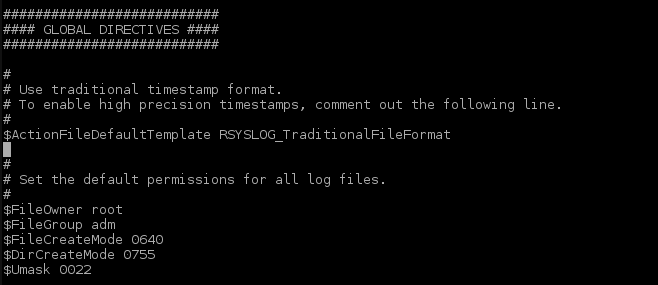 ###########################
#### GLOBAL DIRECTIVES ####
###########################
#
# Use traditional timestamp format.
# To enable high precision timestamps, comment out the following line.
#
$ActionFileDefaultTemplate RSYSLOG_TraditionalFileFormat
#
# Set the default permissions for all log files.
#
$FileOwner root
$FileGroup adm
$FileCreateMode 0640
$DirCreateMode 0755
$Umask 0022